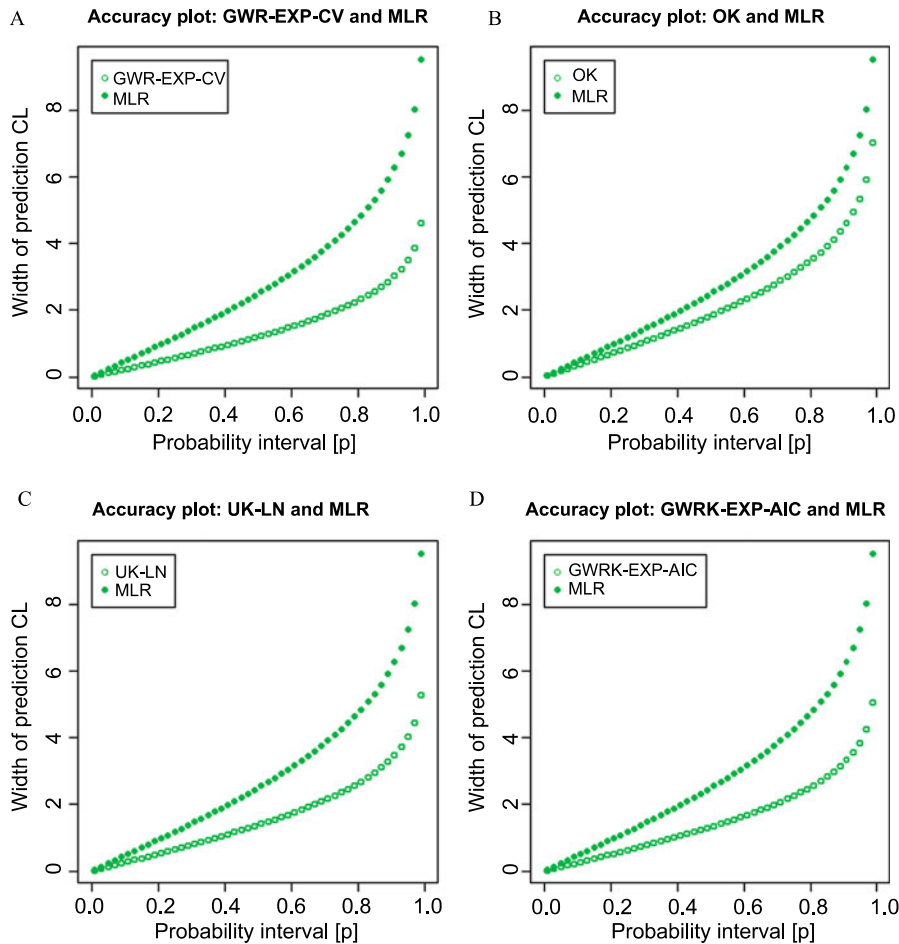 A
Accuracy plot: GWR-EXP-CV and MLR
GWR-EXP-CV
MLR
Width of prediction CL
0 2 4 6 8
0.0 0.2 0.4 0.6 0.8 1.0
Probability interval [p]
B
Accuracy plot: OK and MLR
OK
MLR
Width of prediction CL
0 2 4 6 8
0.0 0.2 0.4 0.6 0.8 1.0
Probability interval [p]
C
Accuracy plot: UK-LN and MLR
UK-LN
MLR
Width of prediction CL
0 2 4 6 8
0.0 0.2 0.4 0.6 0.8 1.0
Probability interval [p]
D
Accuracy plot: GWRK-EXP-AIC and MLR
GWRK-EXP-AIC
MLR
Width of prediction CL
0 2 4 6 8
0.0 0.2 0.4 0.6 0.8 1.0
Probability interval [p]